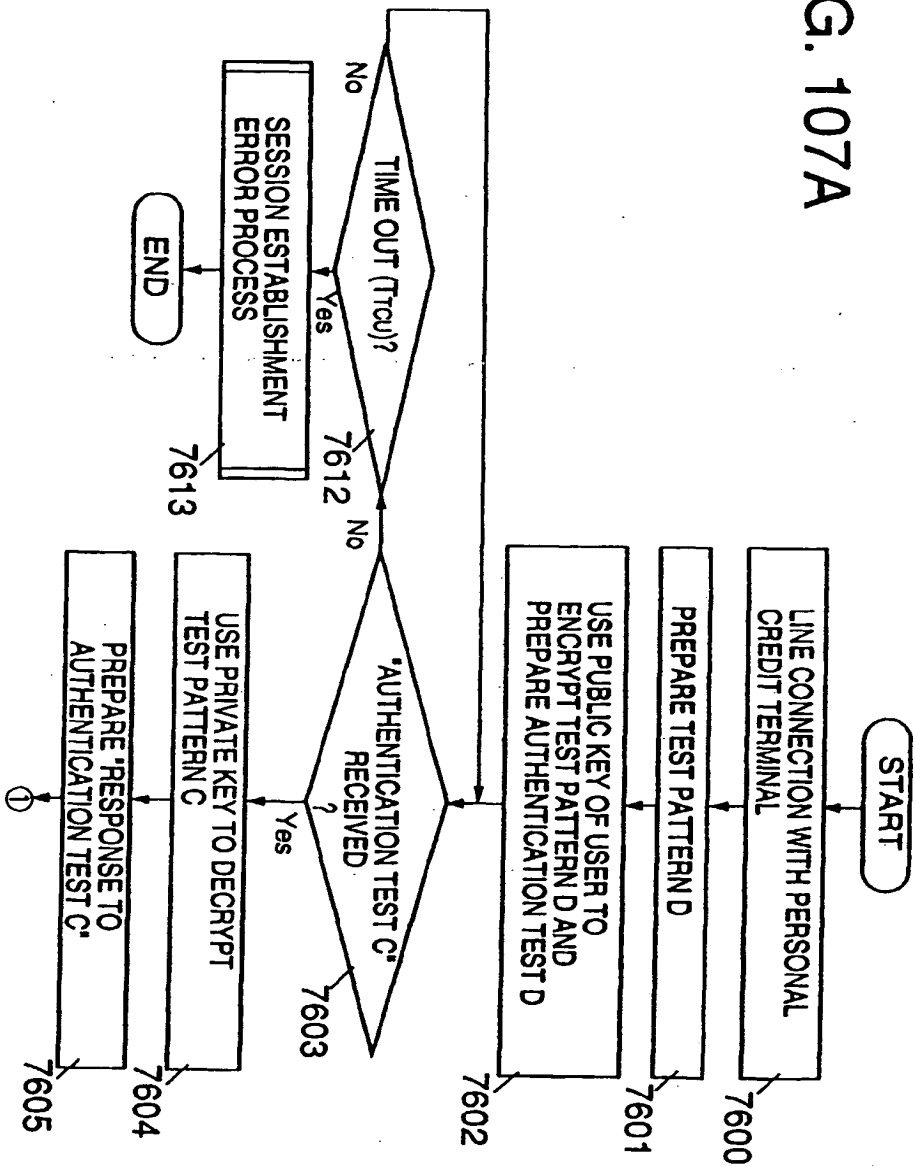 G. 107A
START
LINE CONNECTION WITH PERSONAL
CREDIT TERMINAL
7600
PREPARE TEST PATTERN D
7601
USE PUBLIC KEY OF USER TO
ENCRYPT TEST PATTERN D AND
PREPARE AUTHENTICATION TEST D
7602
"AUTHENTICATION TEST C"
RECEIVED
?
7603
No
Yes
USE PRIVATE KEY TO DECRYPT
TEST PATTERN C
7604
PREPARE "RESPONSE TO
AUTHENTICATION TEST C"
7605
①
TIME OUT (TTCU)?
7612
No
Yes
SESSION ESTABLISHMENT
ERROR PROCESS
7613
END